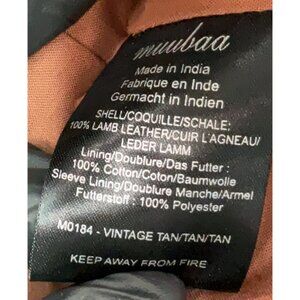 muubaa
Made in India
Fabrique en Inde
Germacht in Indien
SHELL/COQUILLE/SCHALE:
100% LAMB LEATHER/CUIR L'AGNEAU/
LEDER LAMM
Lining/Doublure/Das Futter :
100% Cotton/Coton/Baumwolle
Sleeve Lining/Doublure Manche/Armel
Futterstoff : 100% Polyester
M0184 - VINTAGE TAN/TAN/TAN
KEEP AWAY FROM FIRE